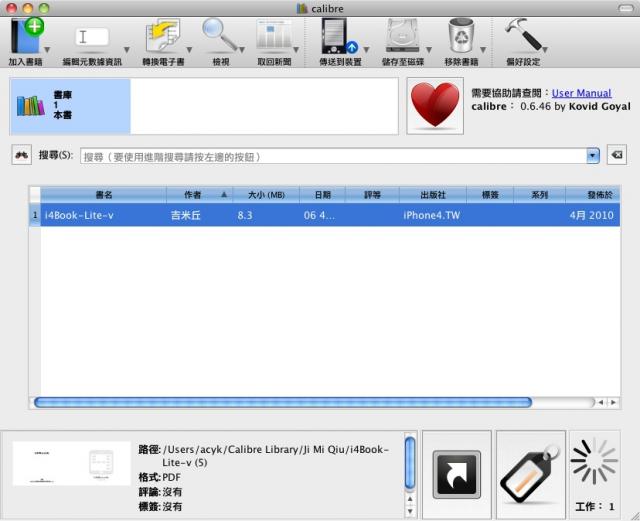 calibre
加入書籍 編輯元數據資訊 轉換電子書 檢視 取回新聞 傳送到裝置 儲存至磁碟 移除書籍 偏好設定
書庫
1
本書
需要協助請查閱：User Manual
calibre： 0.6.46 by Kovid Goyal
搜尋(S): 搜尋（要使用進階搜尋請按左邊的按鈕）
書名 作者 大小 (MB) 日期 評等 出版社 標籤 系列 發佈於
1 i4Book-Lite-v 吉米丘 8.3 06 4... iPhone4.TW 4月 2010
路徑:/Users/acyk/Calibre Library/Ji Mi Qiu/i4Book-
Lite-v (5)
格式:PDF
評論:沒有
標籤:沒有
工作： 1